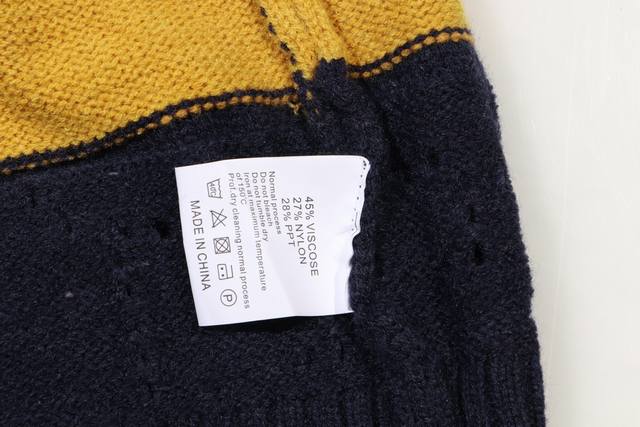 45% VISCOSE
27% NYLON
28% PPT
Normal process
Do not bleach
Do not tumble dry
Iron at maximum temperature
of 150°C
Prof.dry cleaning normal process
P
MADE IN CHINA